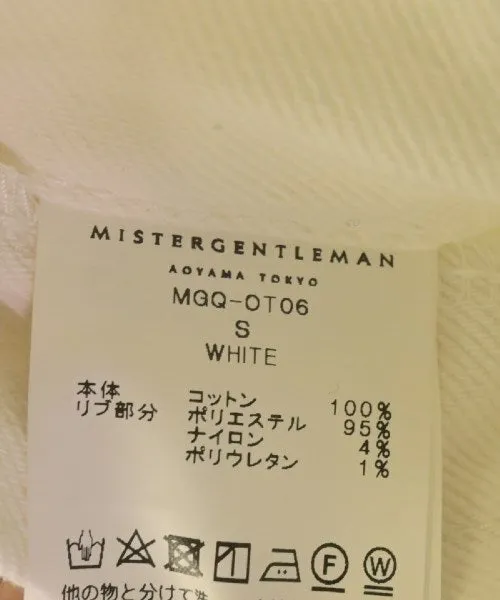 MISTERGENTLEMAN
AOYAMA TOKYO
MGQ-OT06
S
WHITE
本体 コットン 100%
リブ部分 ポリエステル 95%
ナイロン 4%
ポリウレタン 1%
F W
他の物と分けて洗